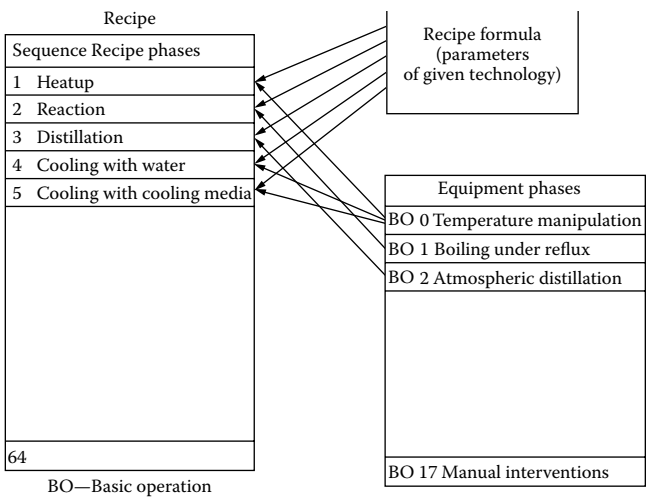 Recipe
Sequence Recipe phases
1 Heatup
2 Reaction
3 Distillation
4 Cooling with water
5 Cooling with cooling media
64
BO—Basic operation
Recipe formula
(parameters
of given technology)
Equipment phases
BO 0 Temperature manipulation
BO 1 Boiling under reflux
BO 2 Atmospheric distillation
BO 17 Manual interventions